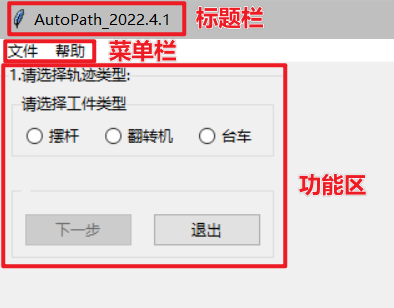 AutoPath_2022.4.1 标题栏
文件 帮助 菜单栏
1.请选择轨迹类型:
请选择工件类型
摆杆 翻转机 台车
功能区
下一步 退出